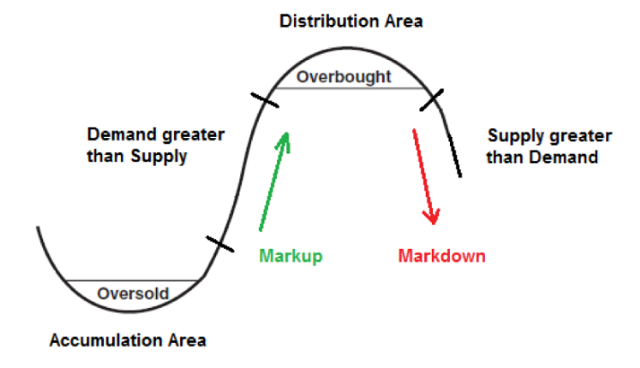 Distribution Area
Overbought
Demand greater
than Supply
Supply greater
than Demand
Markup
Markdown
Oversold
Accumulation Area